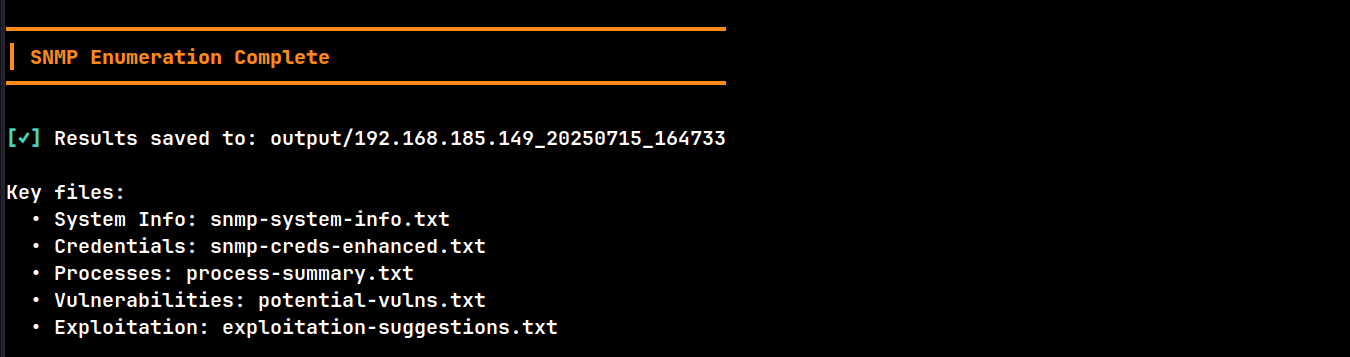 SNMP Enumeration Complete
[✓] Results saved to: output/192.168.185.149_20250715_164733
Key files:
• System Info: snmp-system-info.txt
• Credentials: snmp-creds-enhanced.txt
• Processes: process-summary.txt
• Vulnerabilities: potential-vulns.txt
• Exploitation: exploitation-suggestions.txt